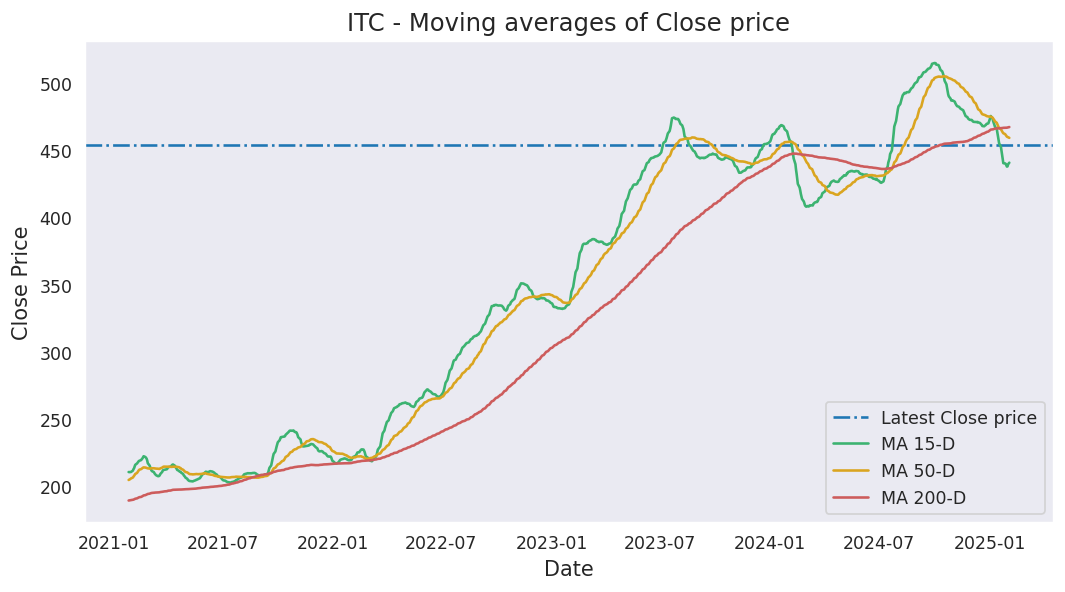 ITC - Moving averages of Close price
Close Price
500
450
400
350
300
250
200
Latest Close price
MA 15-D
MA 50-D
MA 200-D
2021-01 2021-07 2022-01 2022-07 2023-01 2023-07 2024-01 2024-07 2025-01
Date